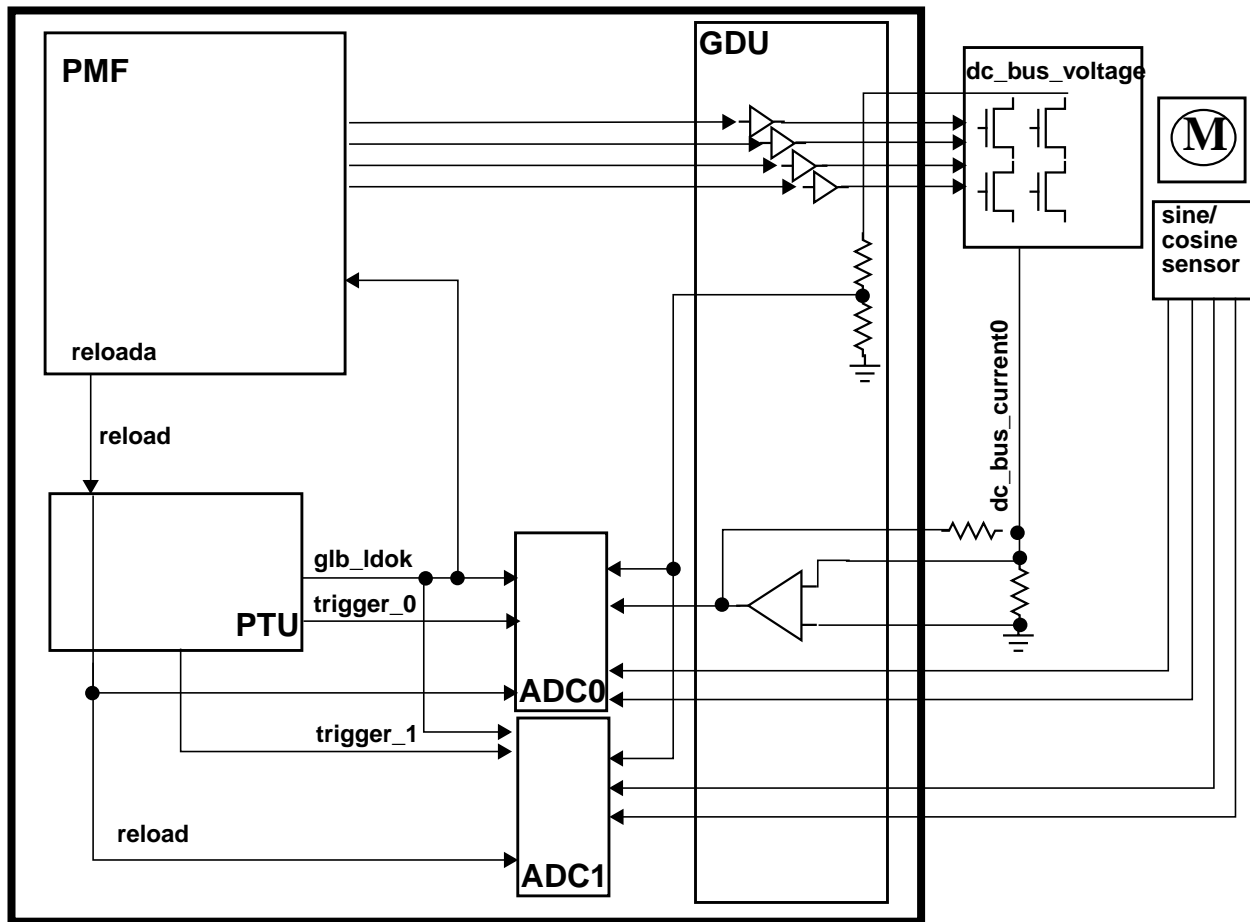 PMF
GDU
dc_bus_voltage
M
sine/
cosine
sensor
reloada
dc_bus_current0
reload
glb_ldok
trigger_0
PTU
ADC0
trigger_1
reload
ADC1